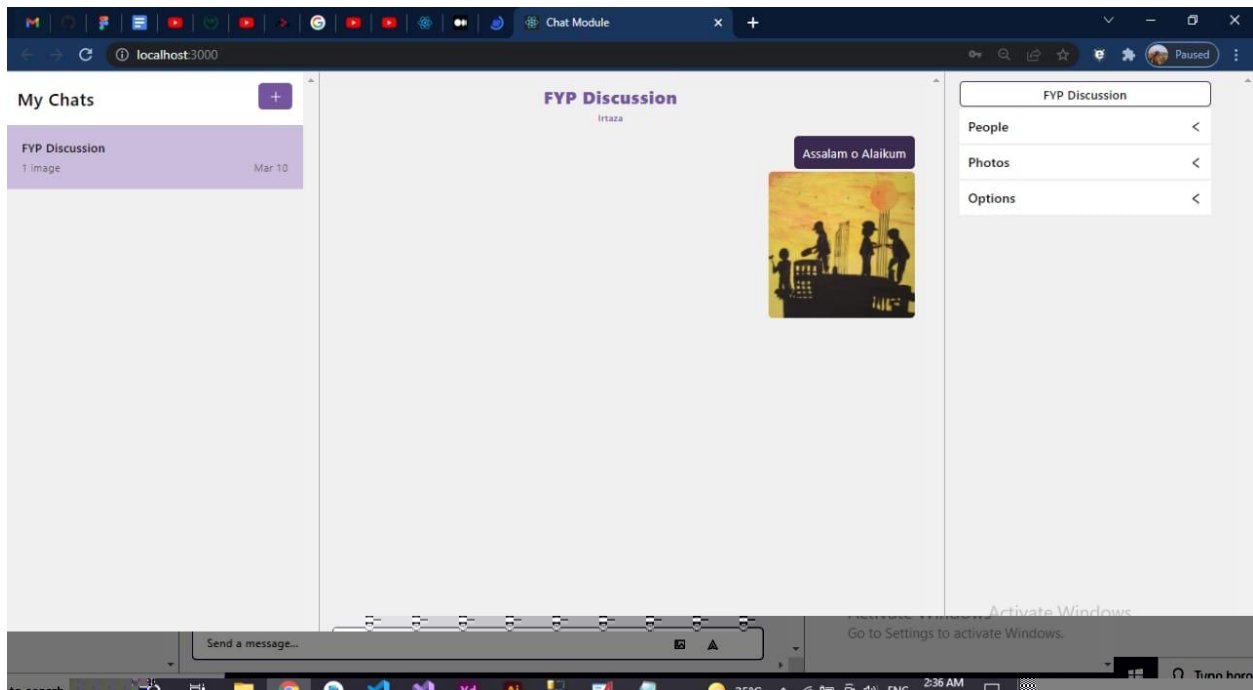 Chat Module
localhost:3000
Paused
My Chats
FYP Discussion
1 image
Mar 10
FYP Discussion
Irtaza
Assalam o Alaikum
FYP Discussion
People
Photos
Options
Activate Windows
Go to Settings to activate Windows.
Send a message...
ENG
2:36 AM